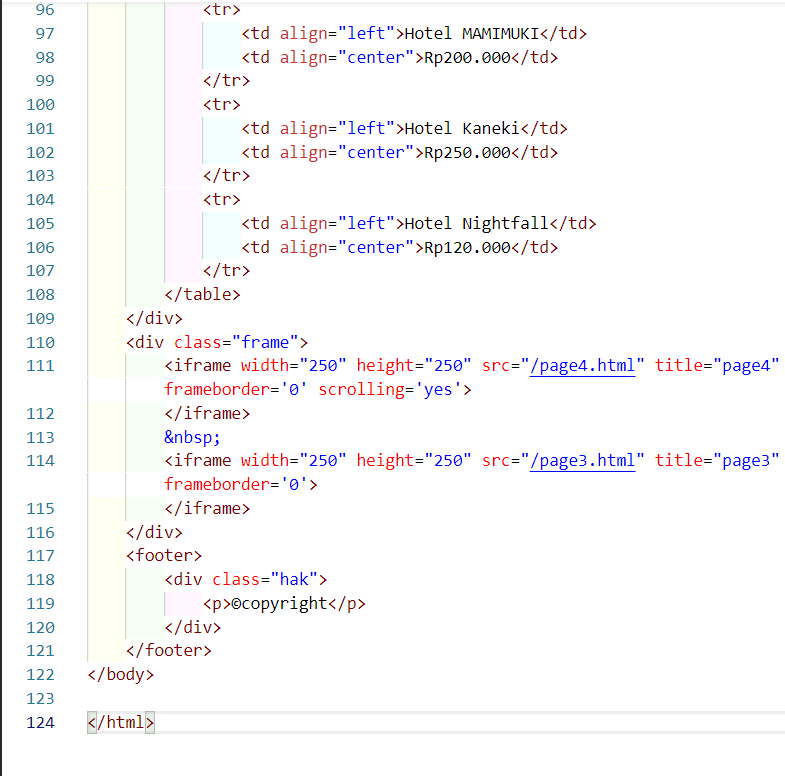 96 <tr>
97 <td align="left">Hotel MAMIMUKI</td>
98 <td align="center">Rp200.000</td>
99 </tr>
100 <tr>
101 <td align="left">Hotel Kaneki</td>
102 <td align="center">Rp250.000</td>
103 </tr>
104 <tr>
105 <td align="left">Hotel Nightfall</td>
106 <td align="center">Rp120.000</td>
107 </tr>
108 </table>
109 </div>
110 <div class="frame">
111 <iframe width="250" height="250" src="/page4.html" title="page4"
frameborder='0' scrolling='yes'>
112 </iframe>
113 &nbsp;
114 <iframe width="250" height="250" src="/page3.html" title="page3"
frameborder='0'>
115 </iframe>
116 </div>
117 <footer>
118 <div class="hak">
119 <p>©copyright</p>
120 </div>
121 </footer>
122 </body>
123
124 </html>